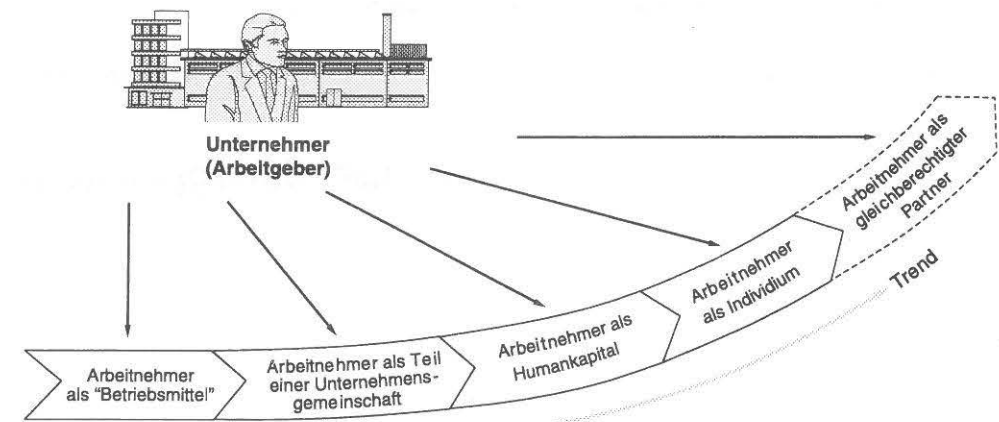 Unternehmer
(Arbeitgeber)
Arbeitnehmer
als "Betriebsmittel"
Arbeitnehmer als Teil
einer Unternehmens-
gemeinschaft
Arbeitnehmer als
Humankapital
Arbeitnehmer
als Individium
Arbeitnehmer als
gleichberechtigter
Partner
Trend